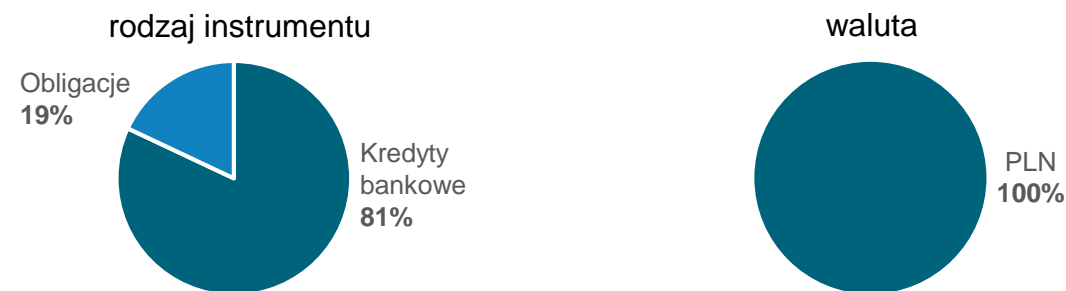 rodzaj instrumentu
Obligacje
19%
Kredyty
bankowe
81%
waluta
PLN
100%